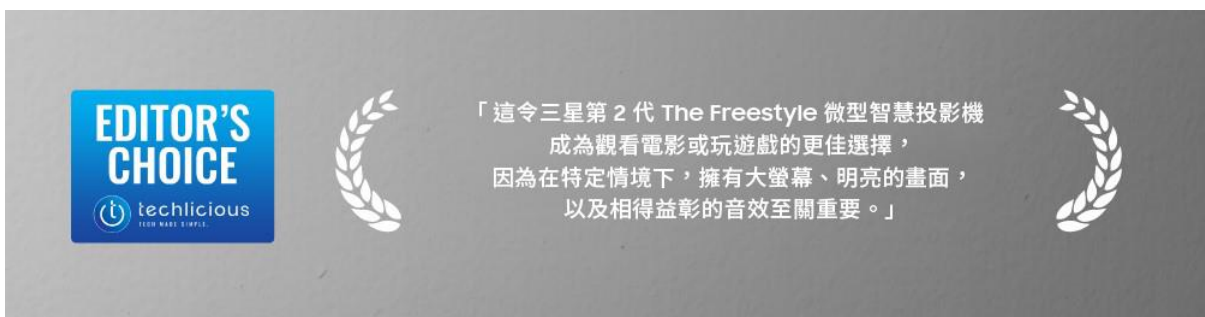 EDITOR'S
CHOICE
techlicious
TECH MADE SIMPLE.
「這令三星第 2 代 The Freestyle 微型智慧投影機
成為觀看電影或玩遊戲的更佳選擇，
因為在特定情境下，擁有大螢幕、明亮的畫面，
以及相得益彰的音效至關重要。」